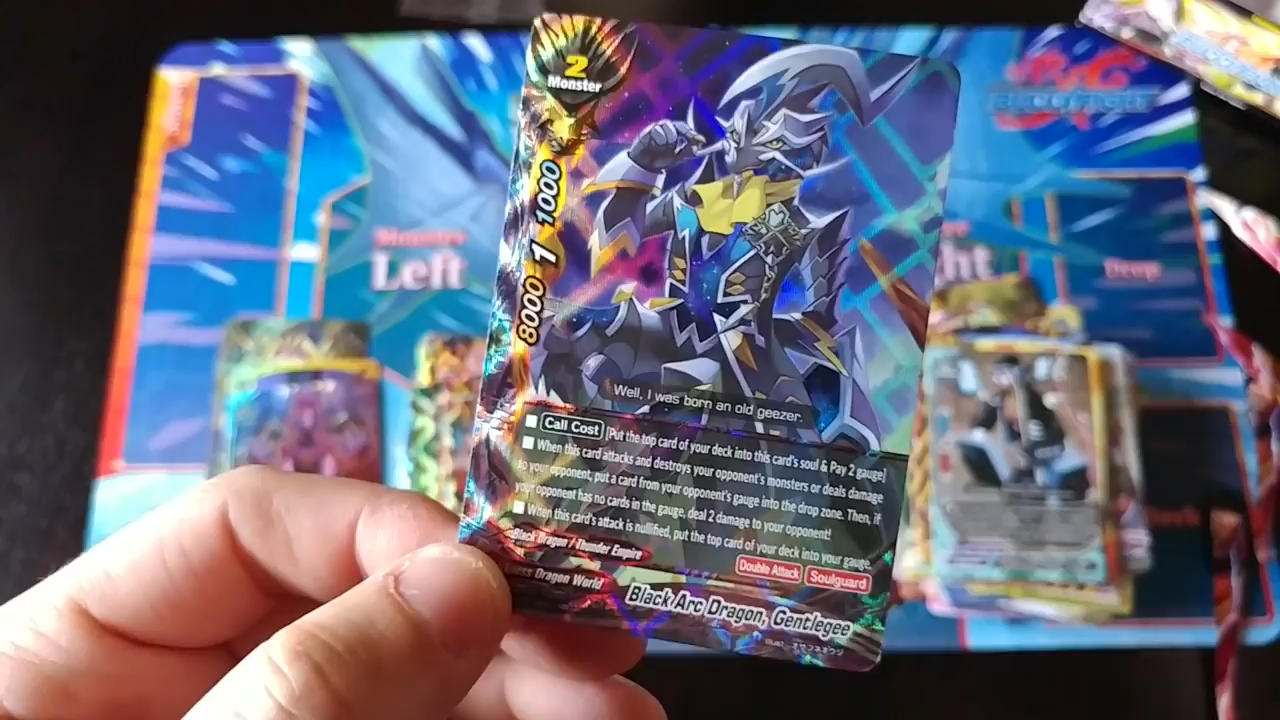 2
Monster
1000
1
8000
Well, I was born an old geezer.
Call Cost [Put the top card of your deck into this card's soul & Pay 2 gauge]
When this card attacks and destroys your opponent's monsters or deals damage
to your opponent, put a card from your opponent's gauge into the drop zone. Then, if
your opponent has no cards in the gauge, deal 2 damage to your opponent!
When this card's attack is nullified, put the top card of your deck into your gauge.
Black Dragon / Thunder Empire
Double Attack Soulguard
Dragon World
Black Arc Dragon, Gentlegee
Monster
Left
ht
Drop
BUDDYFIGHT